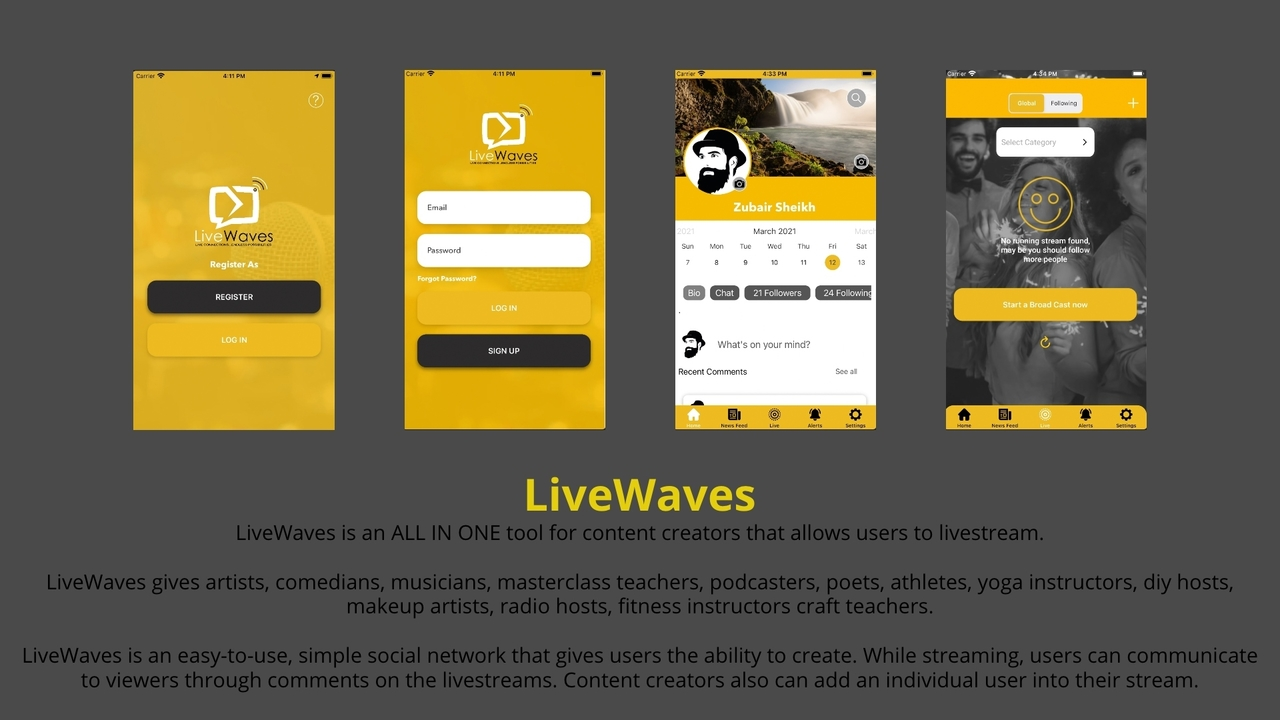 Carrier 4:11 PM
?
LiveWaves
Register As
REGISTER
LOG IN
Carrier 4:11 PM
LiveWaves
Email
Password
Forgot Password?
LOG IN
SIGN UP
Carrier 4:33 PM
Zubair Sheikh
2021 March 2021 March
Sun Mon Tue Wed Thu Fri Sat
7 8 9 10 11 12 13
Bio Chat 21 Followers 24 Following
What's on your mind?
Recent Comments See all
Home News Feed Live Alerts Settings
Carrier 4:34 PM
Global Following +
Select Category
No running stream found,
may be you should follow
more people
Start a Broad Cast now
Home News Feed Live Alerts Settings
LiveWaves
LiveWaves is an ALL IN ONE tool for content creators that allows users to livestream.
LiveWaves gives artists, comedians, musicians, masterclass teachers, podcasters, poets, athletes, yoga instructors, diy hosts,
makeup artists, radio hosts, fitness instructors craft teachers.
LiveWaves is an easy-to-use, simple social network that gives users the ability to create. While streaming, users can communicate
to viewers through comments on the livestreams. Content creators also can add an individual user into their stream.